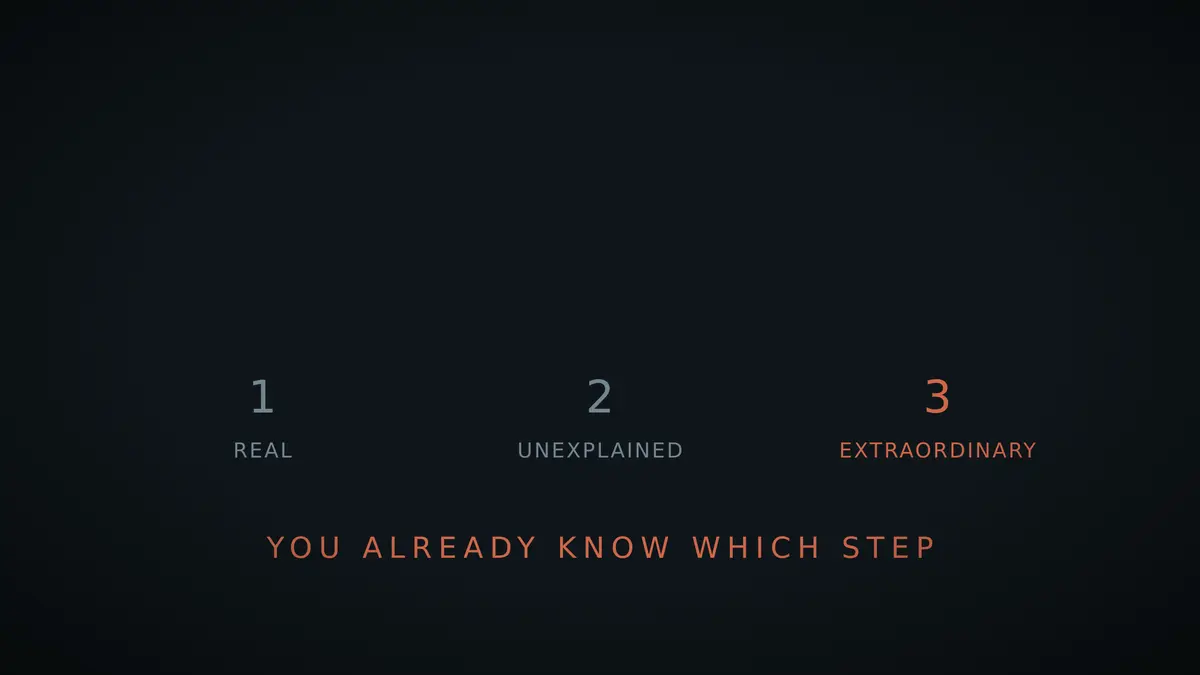 1 2 3
REAL UNEXPLAINED EXTRAORDINARY
YOU ALREADY KNOW WHICH STEP